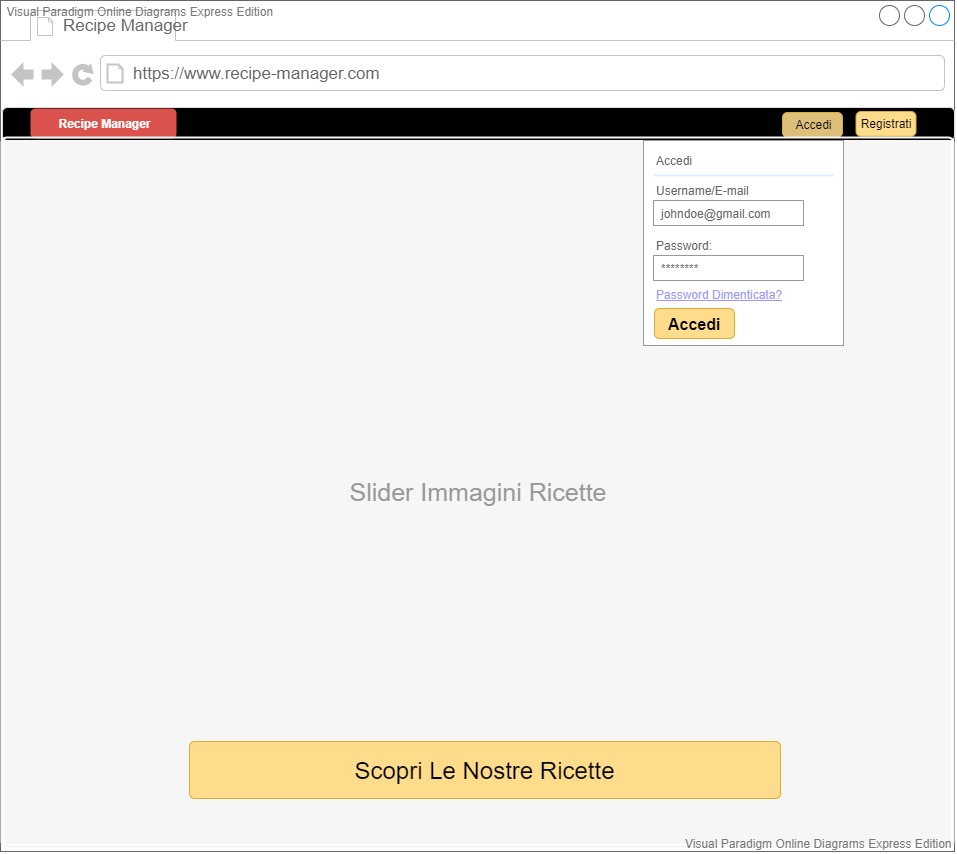 Visual Paradigm Online Diagrams Express Edition
Recipe Manager
https://www.recipe-manager.com
Recipe Manager
Accedi
Registrati
Accedi
Username/E-mail
johndoe@gmail.com
Password:
********
Password Dimenticata?
Accedi
Slider Immagini Ricette
Scopri Le Nostre Ricette
Visual Paradigm Online Diagrams Express Edition